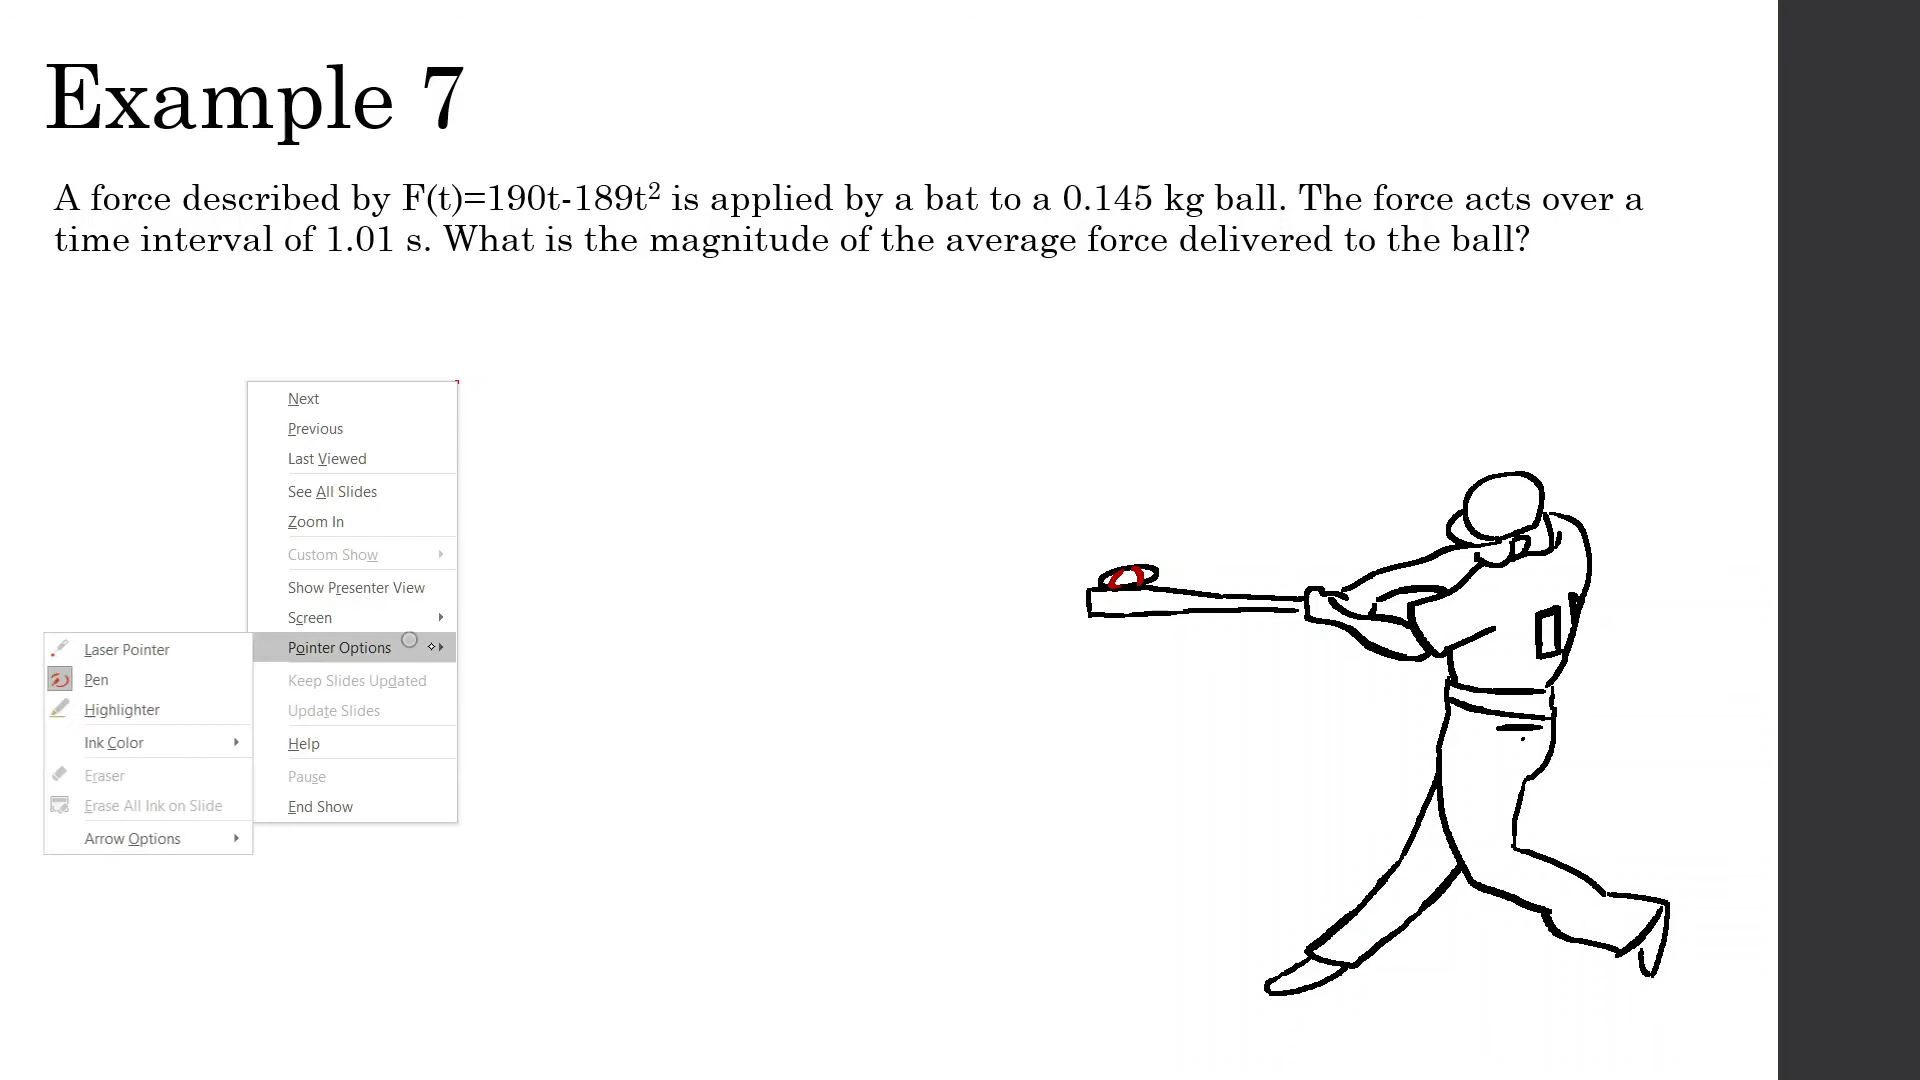 Example 7
A force described by F(t)=190t-189t² is applied by a bat to a 0.145 kg ball. The force acts over a
time interval of 1.01 s. What is the magnitude of the average force delivered to the ball?
Next
Previous
Last Viewed
See All Slides
Zoom In
Custom Show
Show Presenter View
Screen
Pointer Options
Keep Slides Updated
Update Slides
Help
Pause
End Show
Laser Pointer
Pen
Highlighter
Ink Color
Eraser
Erase All Ink on Slide
Arrow Options